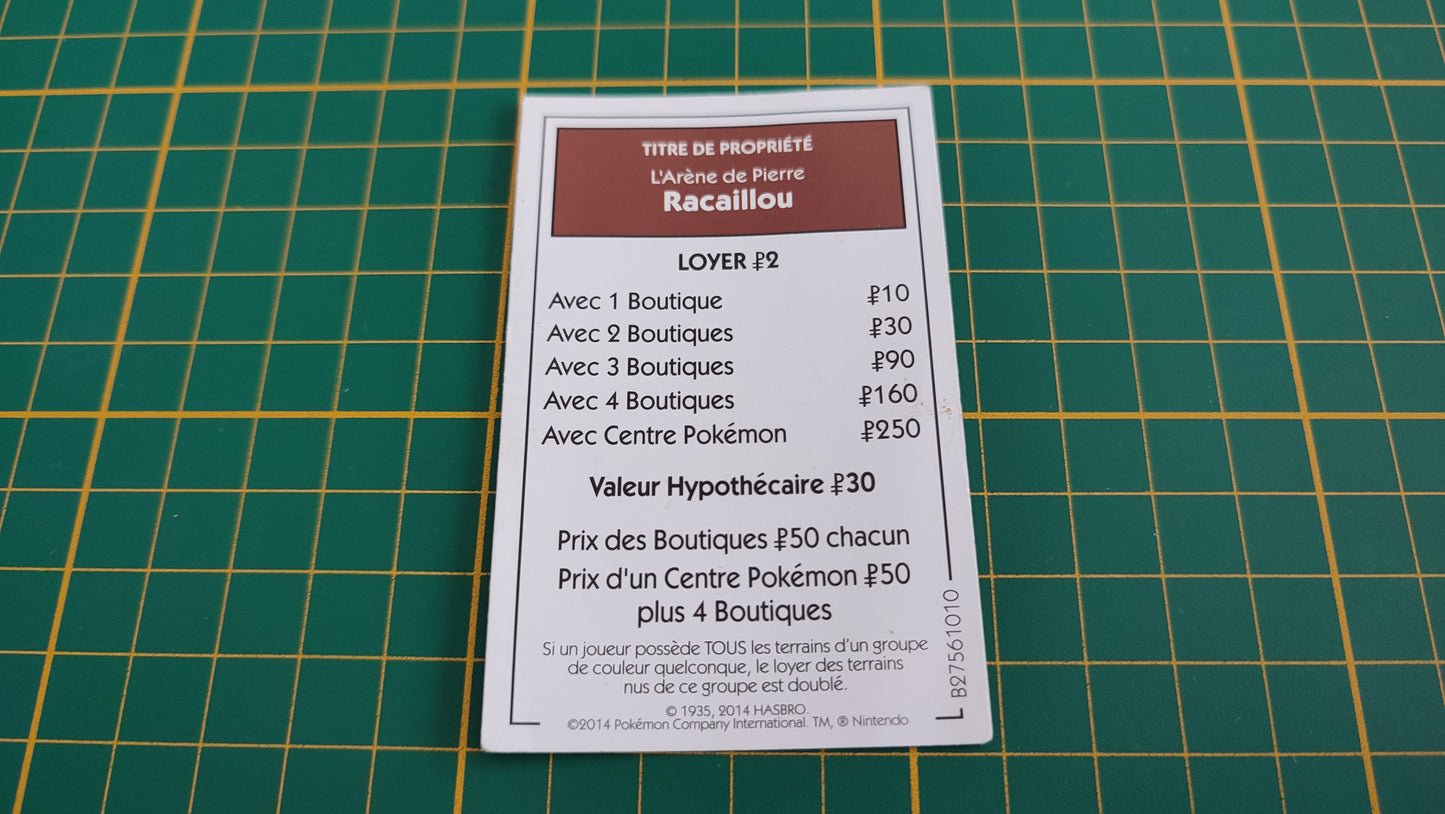 TITRE DE PROPRIÉTÉ
L'Arène de Pierre
Racaillou
LOYER ₽2
Avec 1 Boutique ₽10
Avec 2 Boutiques ₽30
Avec 3 Boutiques ₽90
Avec 4 Boutiques ₽160
Avec Centre Pokémon ₽250
Valeur Hypothécaire ₽30
Prix des Boutiques ₽50 chacun
Prix d'un Centre Pokémon ₽50
plus 4 Boutiques
Si un joueur possède TOUS les terrains d'un groupe
de couleur quelconque, le loyer des terrains
nus de ce groupe est doublé.
© 1935, 2014 HASBRO.
©2014 Pokémon Company International. TM, ® Nintendo
B27561010